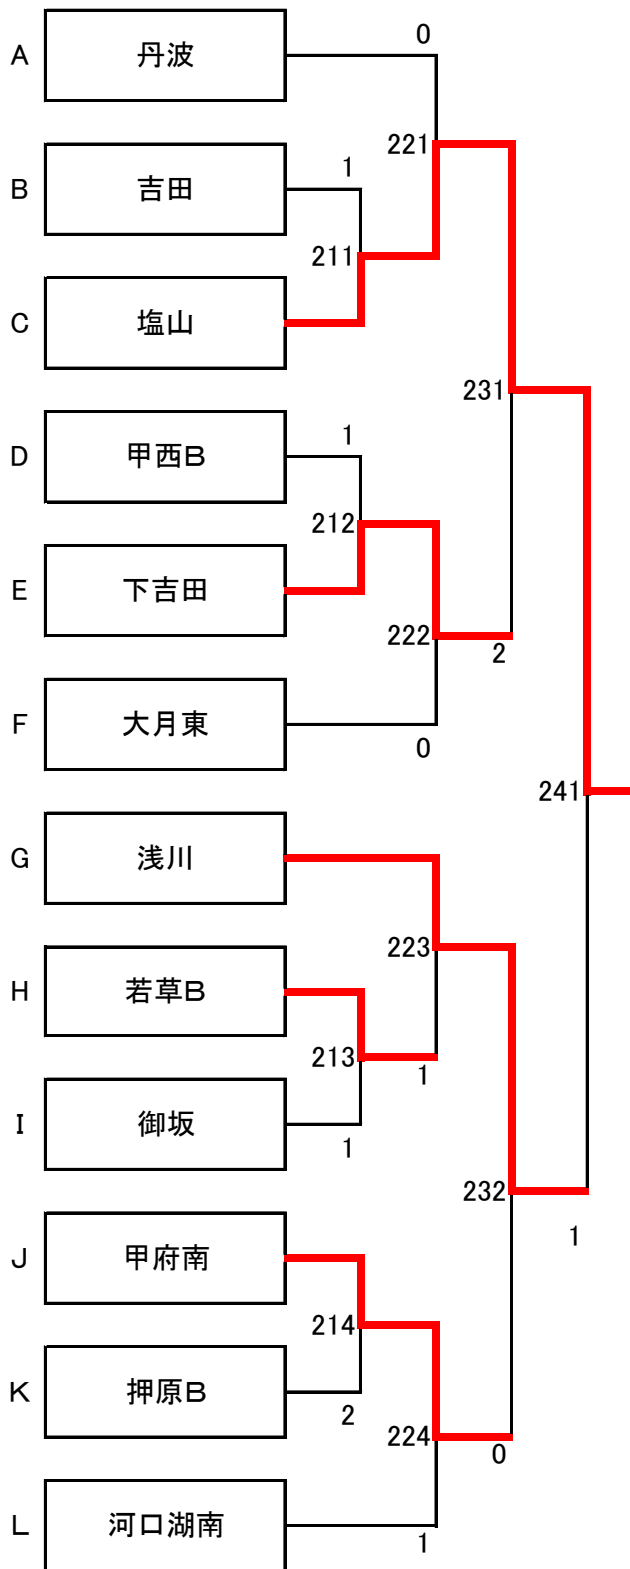 0
A 丹波
221
1
B 吉田
211
C 塩山
231
1
D 甲西B
212
E 下吉田
222
2
F 大月東
0
241
G 浅川
223
H 若草B
213
1
I 御坂
1
232
1
J 甲府南
214
K 押原B
2
224
0
L 河口湖南
1